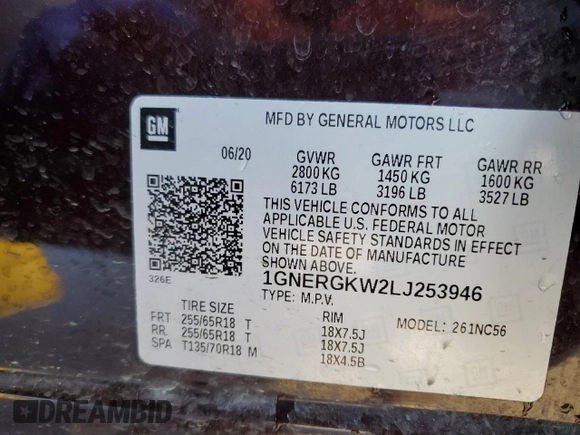 GM
MFD BY GENERAL MOTORS LLC
06/20 GVWR GAWR FRT GAWR RR
2800 KG 1450 KG 1600 KG
6173 LB 3196 LB 3527 LB
THIS VEHICLE CONFORMS TO ALL
APPLICABLE U.S. FEDERAL MOTOR
VEHICLE SAFETY STANDARDS IN EFFECT
ON THE DATE OF MANUFACTURE
SHOWN ABOVE.
326E
1GNERGKW2LJ253946
TYPE: M.P.V.
TIRE SIZE RIM MODEL: 261NC56
FRT 255/65R18 T 18X7.5J
RR. 255/65R18 T 18X7.5J
SPA T135/70R18 M 18X4.5B
DREAMBID